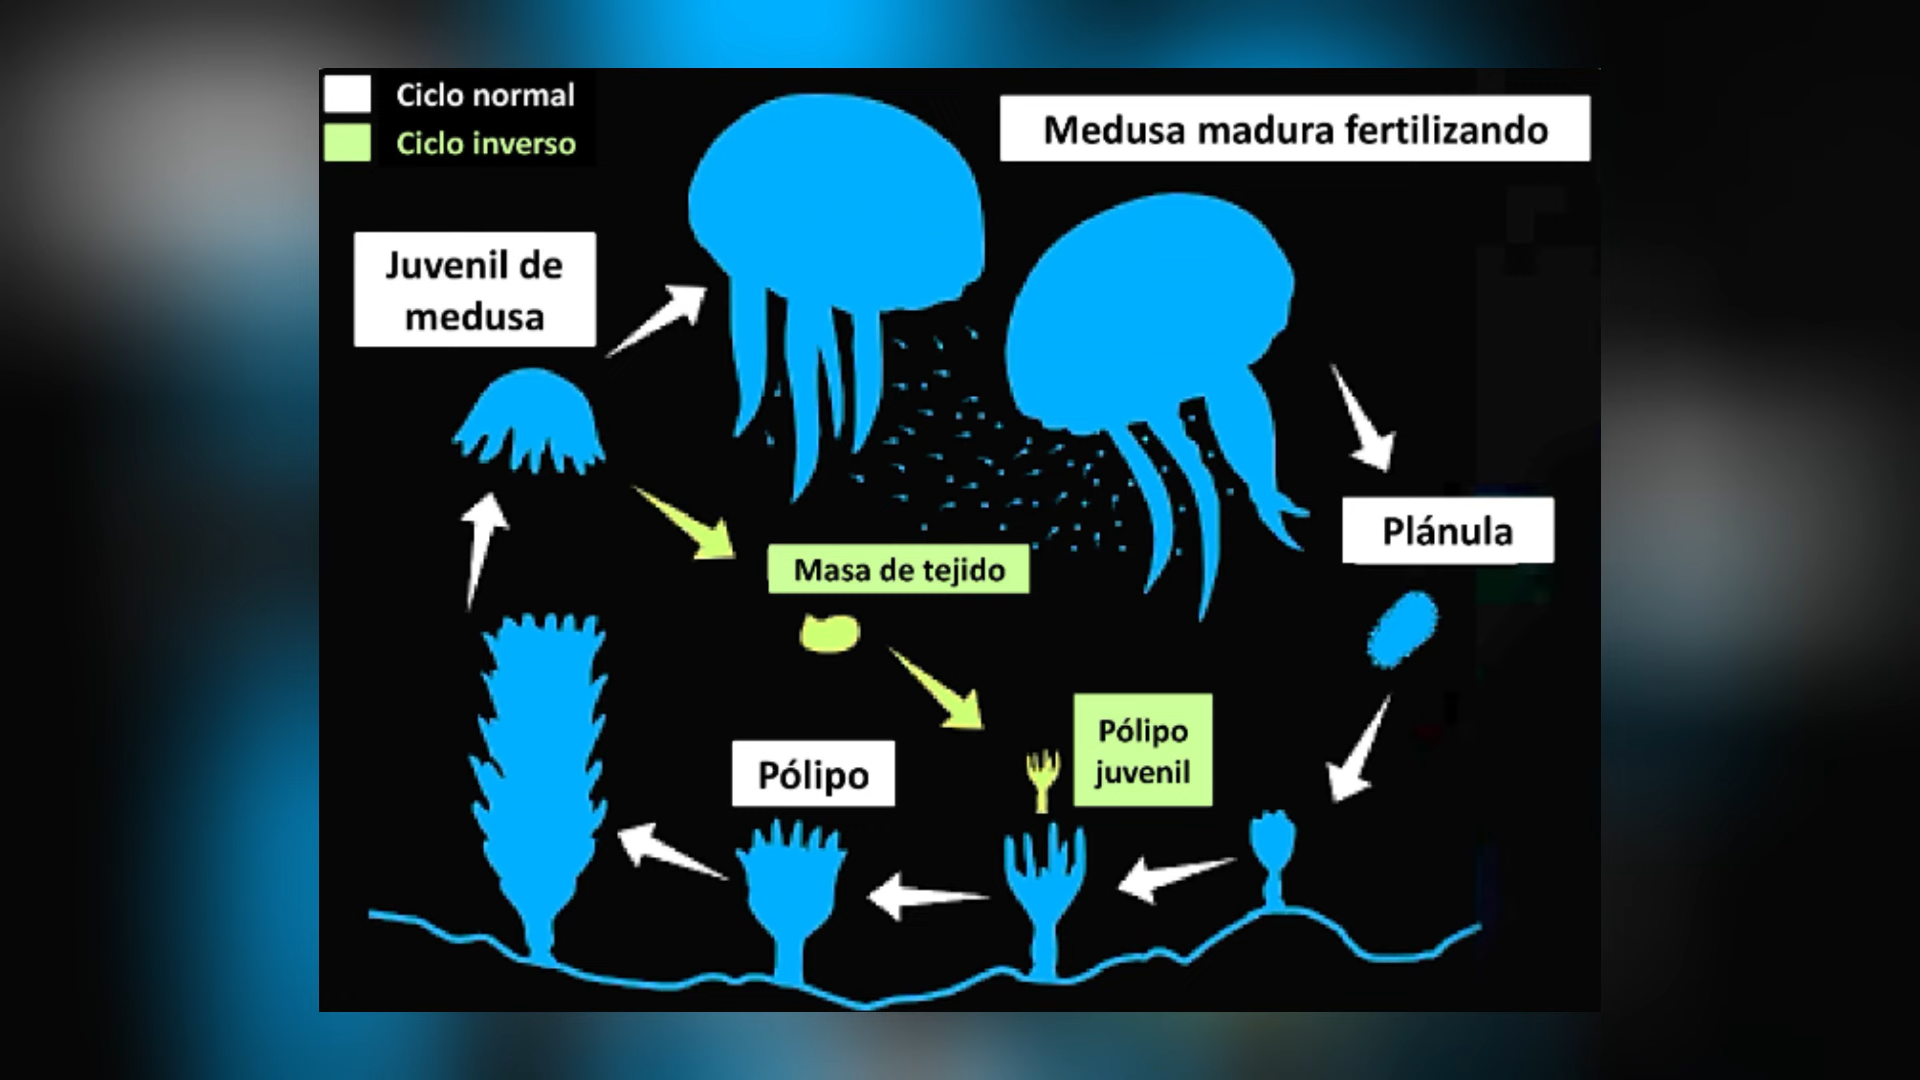 Ciclo normal
Ciclo inverso
Medusa madura fertilizando
Juvenil de
medusa
Plánula
Masa de tejido
Pólipo
juvenil
Pólipo